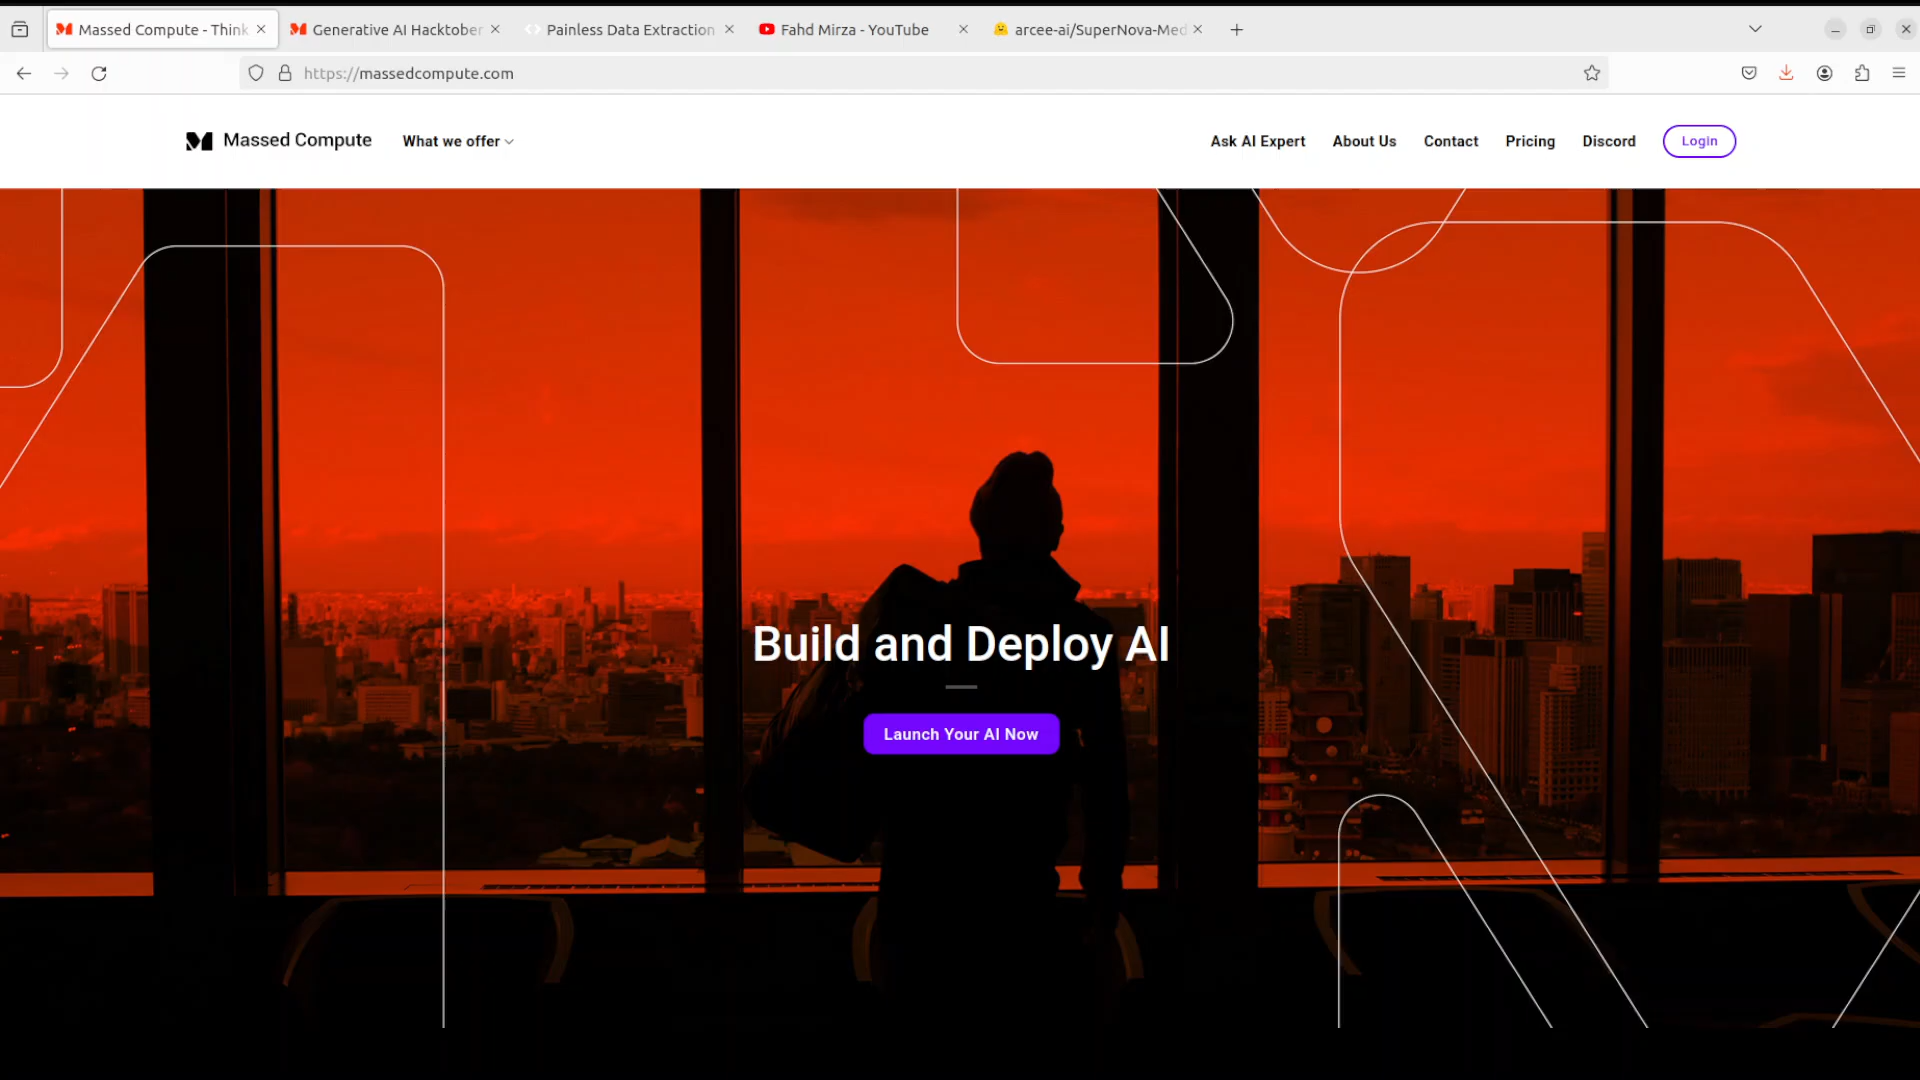 Massed Compute - Think
Generative AI Hacktober
Painless Data Extraction
Fahd Mirza - YouTube
arcee-ai/SuperNova-Med
https://massedcompute.com
Massed Compute
What we offer
Ask AI Expert
About Us
Contact
Pricing
Discord
Login
Build and Deploy AI
Launch Your AI Now